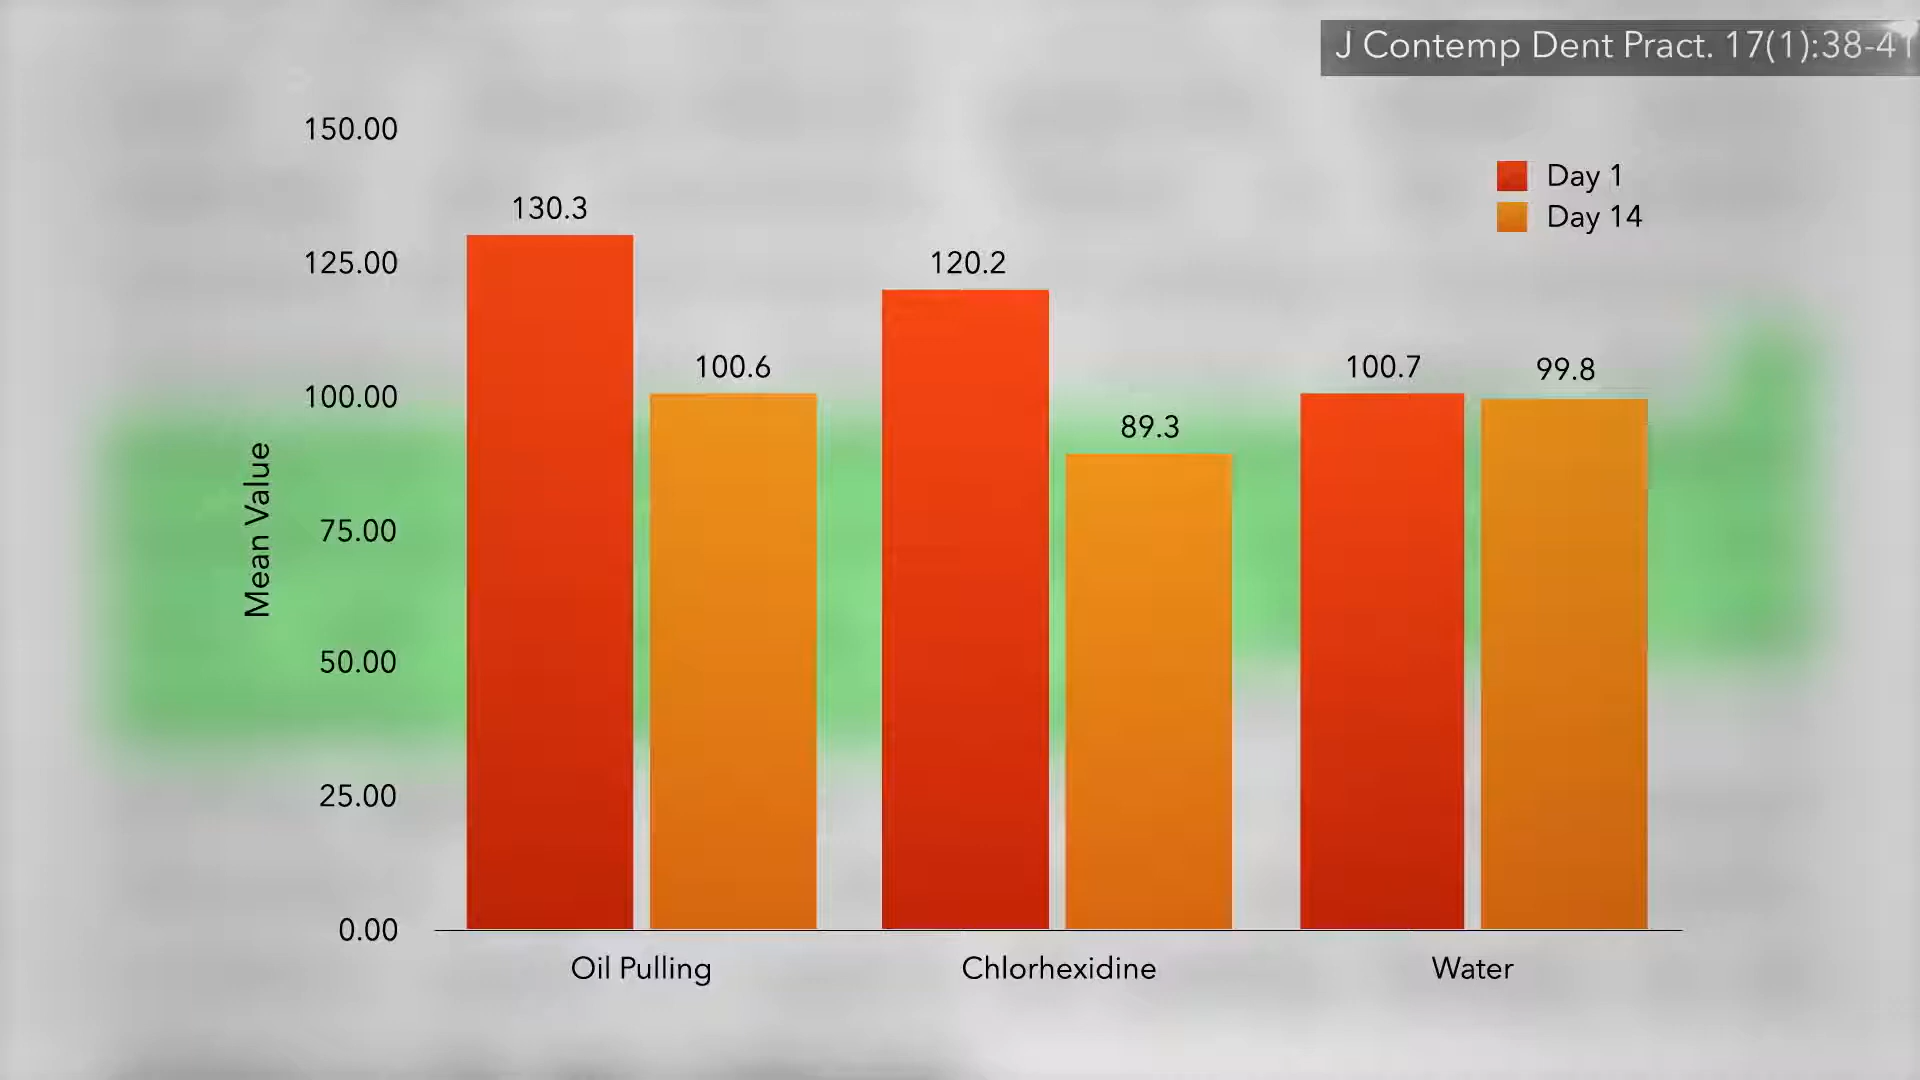 J Contemp Dent Pract. 17(1):38-41
150.00
125.00
100.00
75.00
50.00
25.00
0.00
Mean Value
Day 1
Day 14
130.3
100.6
120.2
89.3
100.7
99.8
Oil Pulling
Chlorhexidine
Water